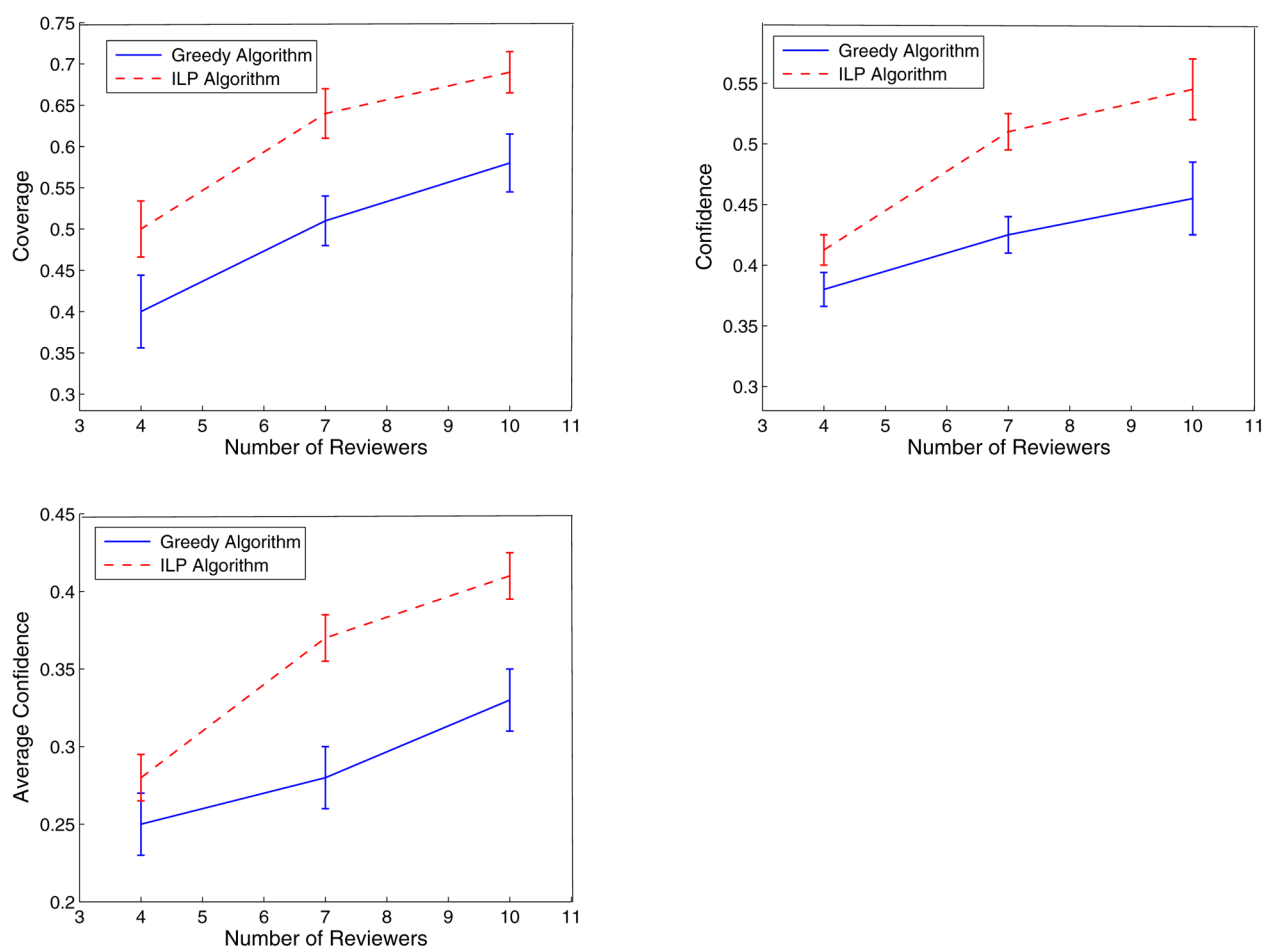 Coverage
0.75
0.7
0.65
0.6
0.55
0.5
0.45
0.4
0.35
0.3
Greedy Algorithm
ILP Algorithm
3 4 5 6 7 8 9 10 11
Number of Reviewers
Confidence
0.55
0.5
0.45
0.4
0.35
0.3
Greedy Algorithm
ILP Algorithm
3 4 5 6 7 8 9 10 11
Number of Reviewers
Average Confidence
0.45
0.4
0.35
0.3
0.25
0.2
Greedy Algorithm
ILP Algorithm
3 4 5 6 7 8 9 10 11
Number of Reviewers